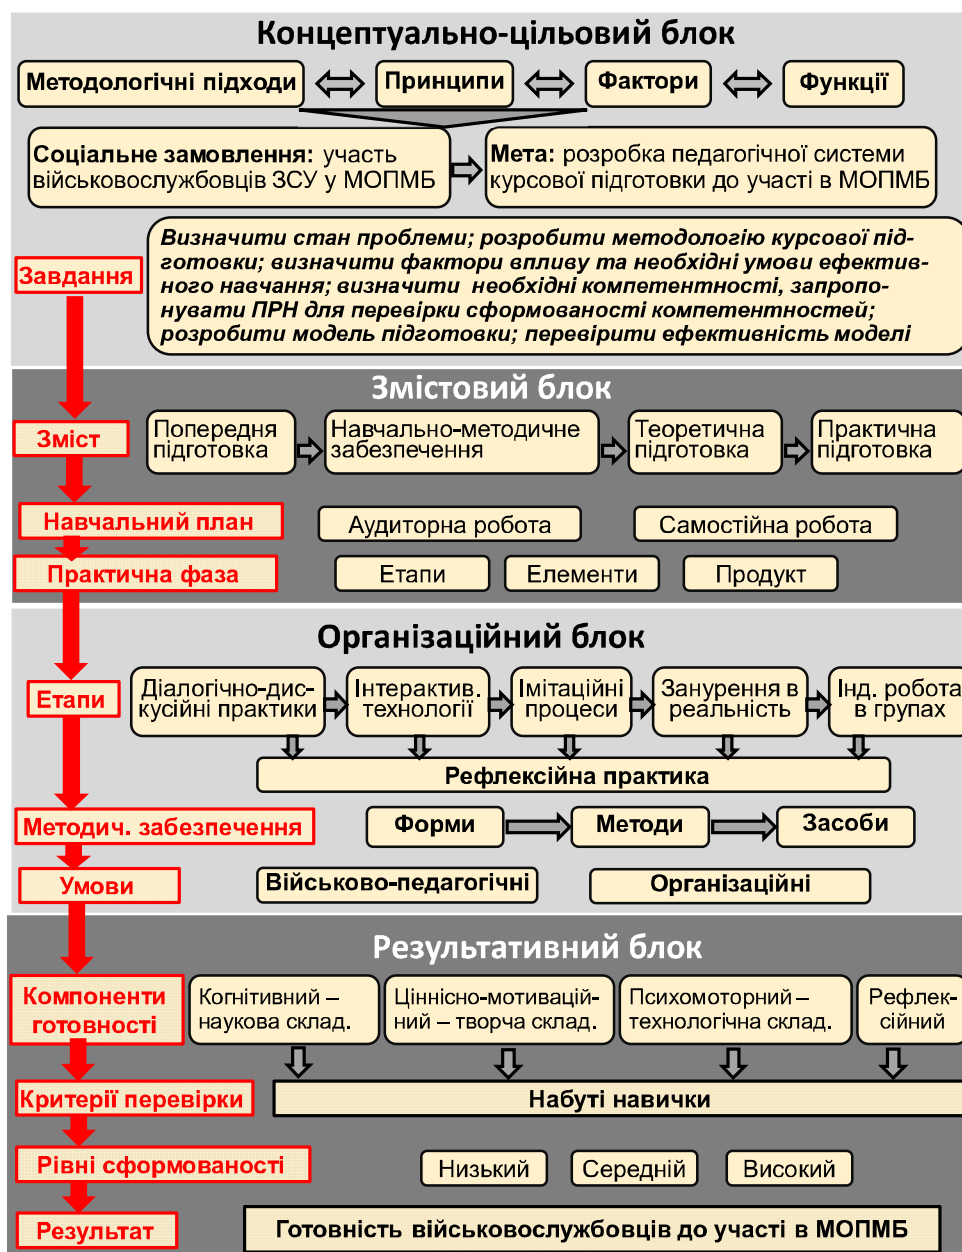 Концептуально-цільовий блок
Методологічні підходи
Принципи
Фактори
Функції
Соціальне замовлення: участь
військовослужбовців ЗСУ у МОПМБ
Мета: розробка педагогічної системи
курсової підготовки до участі в МОПМБ
Завдання
Визначити стан проблеми; розробити методологію курсової під-
готовки; визначити фактори впливу та необхідні умови ефектив-
ного навчання; визначити необхідні компетентності, запропо-
нувати ПРН для перевірки сформованості компетентностей;
розробити модель підготовки; перевірити ефективність моделі
Змістовий блок
Зміст
Попередня
підготовка
Навчально-методичне
забезпечення
Теоретична
підготовка
Практична
підготовка
Навчальний план
Аудиторна робота
Самостійна робота
Практична фаза
Етапи
Елементи
Продукт
Організаційний блок
Етапи
Діалогічно-дис-
кусійні практики
Інтерактив.
технології
Імітаційні
процеси
Занурення в
реальність
Інд. робота
в групах
Рефлексійна практика
Методич. забезпечення
Форми
Методи
Засоби
Умови
Військово-педагогічні
Організаційні
Результативний блок
Компоненти
готовності
Когнітивний –
наукова склад.
Ціннісно-мотивацій-
ний – творча склад.
Психомоторний –
технологічна склад.
Рефлек-
сійний
Критерії перевірки
Набуті навички
Рівні сформованості
Низький
Середній
Високий
Результат
Готовність військовослужбовців до участі в МОПМБ